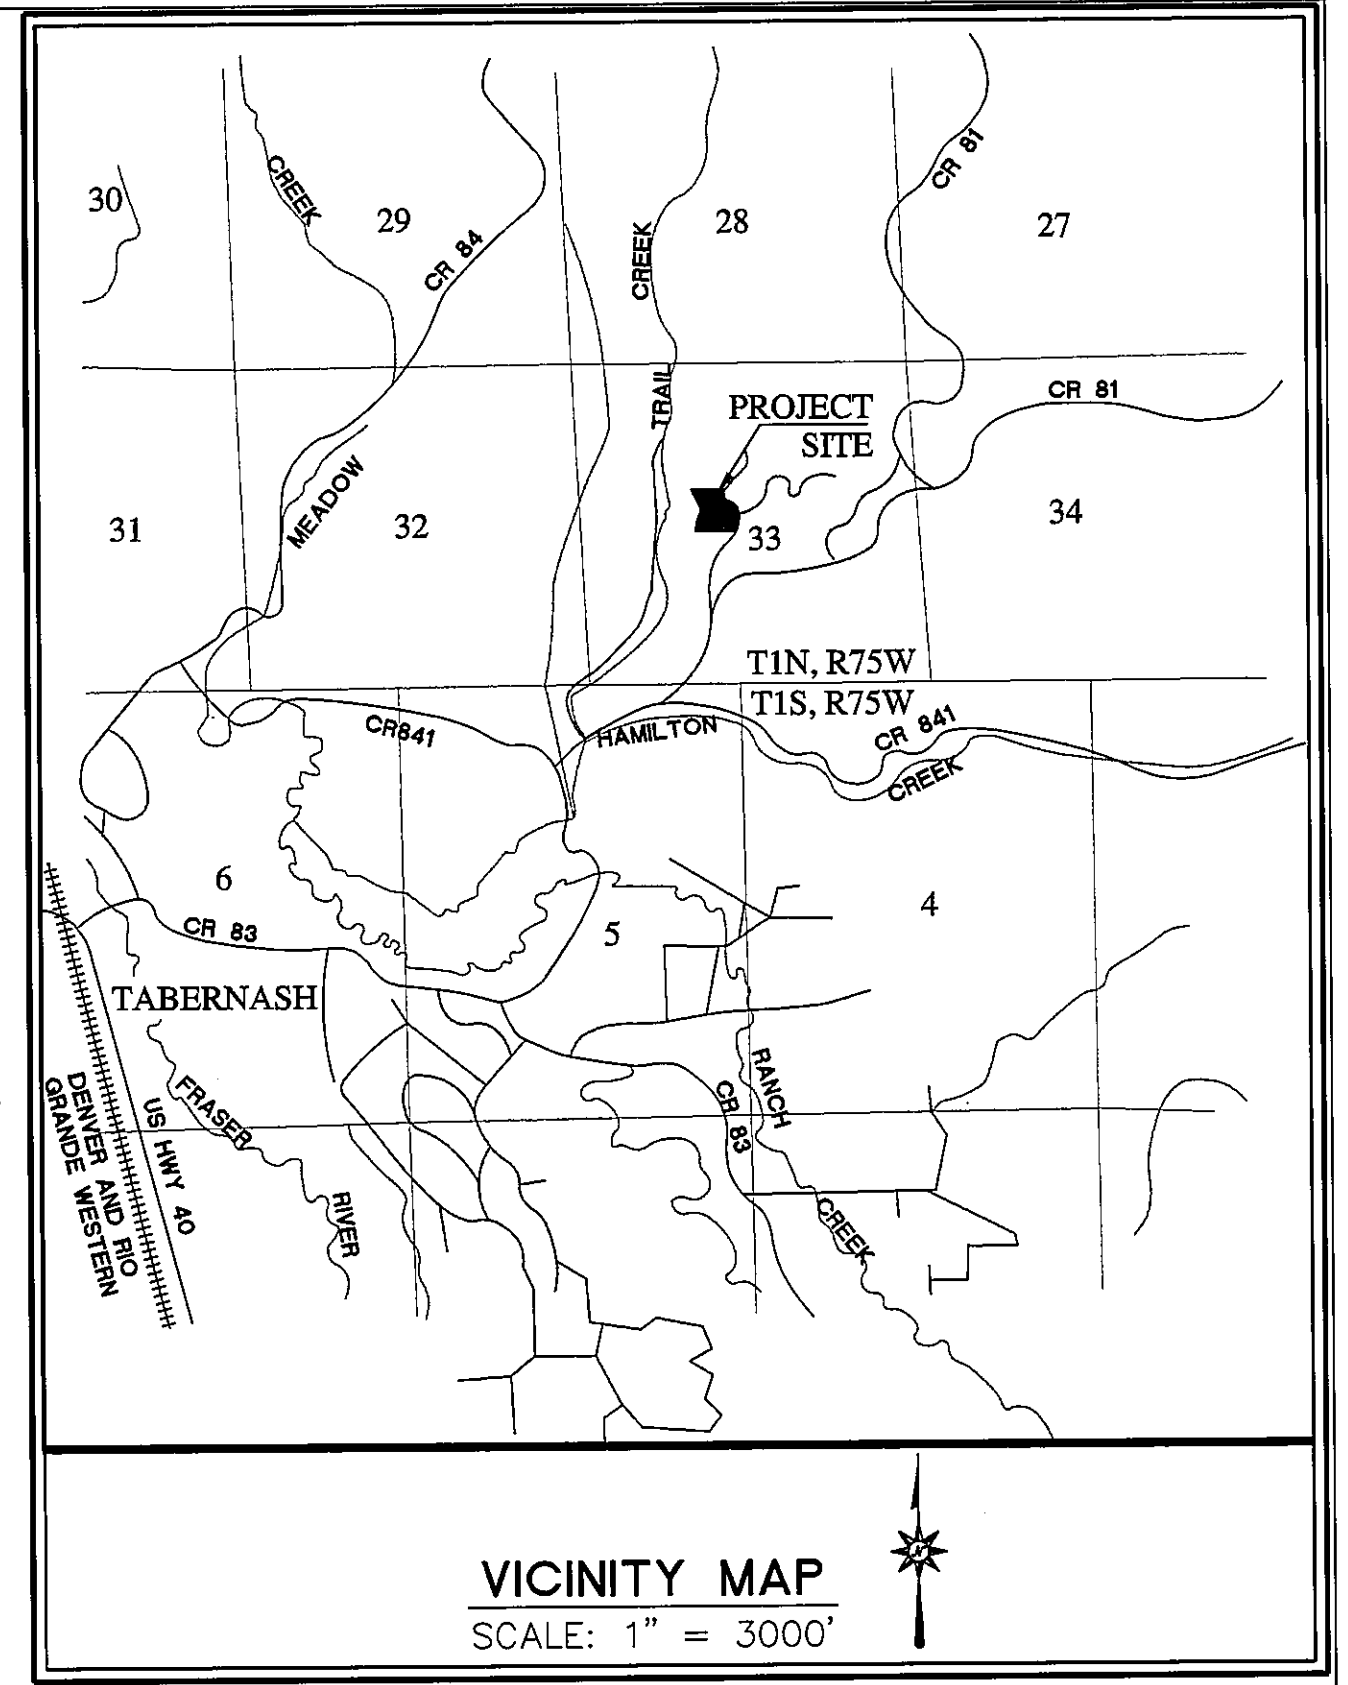 30
CREEK
29
CR 84
CREEK
28
CR 81
27
TRAIL
PROJECT
SITE
CR 81
31
MEADOW
32
33
34
T1N, R75W
T1S, R75W
CR841
HAMILTON
CR 841
CREEK
6
CR 83
5
4
TABERNASH
FRASER
RIVER
US HWY 40
DENVER AND RIO
GRANDE WESTERN
RANCH
CR 83
CREEK
N
VICINITY MAP
SCALE: 1" = 3000'